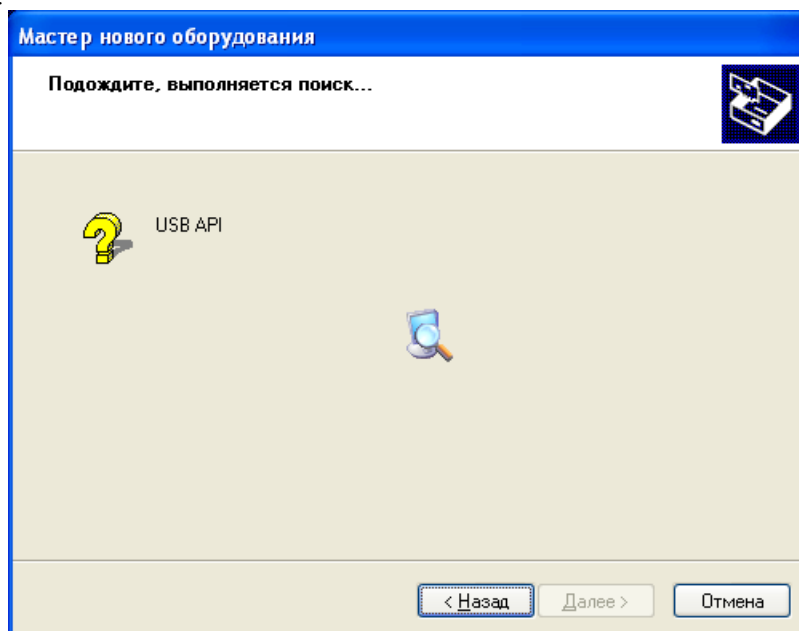 Мастер нового оборудования
Подождите, выполняется поиск...
USB API
< Назад
Далее >
Отмена